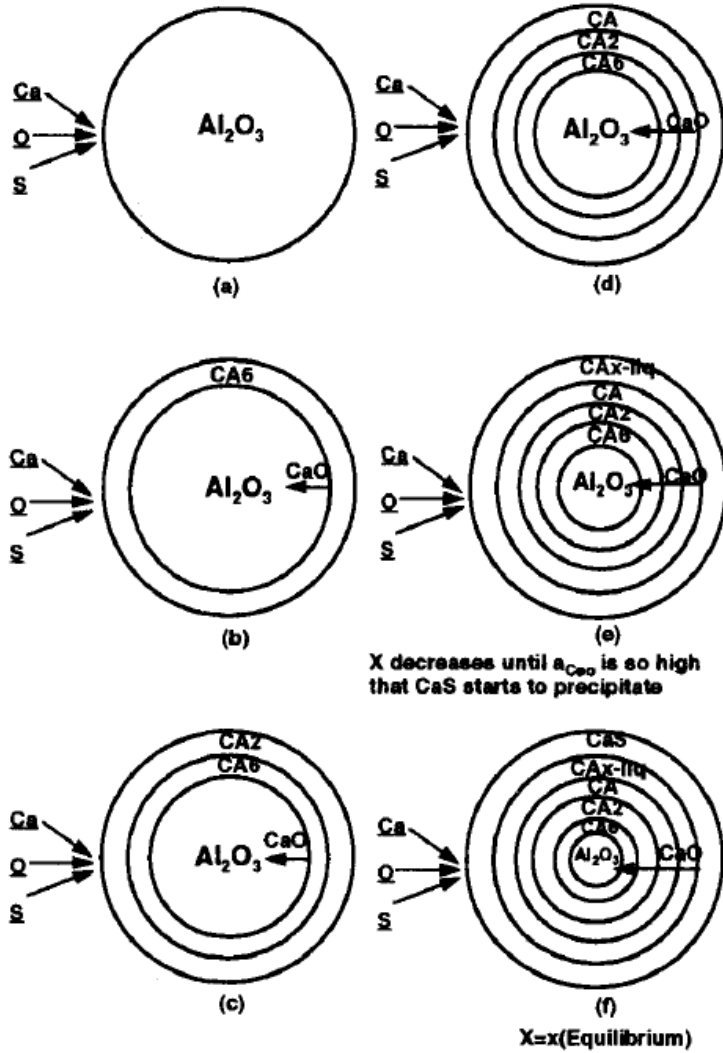 Ca
O
S
Al₂O₃
(a)
CA6
Ca
O
S
CaO
Al₂O₃
(b)
CA2
CA6
Ca
O
S
CaO
Al₂O₃
(c)
CA
CA2
CA6
Ca
O
S
CaO
Al₂O₃
(d)
CAx-liq
CA
CA2
CA6
Ca
O
S
CaO
Al₂O₃
(e)
X decreases until a_CaO is so high
that CaS starts to precipitate
CaS
CAx-liq
CA
CA2
CA6
Ca
O
S
CaO
Al₂O₃
(f)
X=x(Equilibrium)